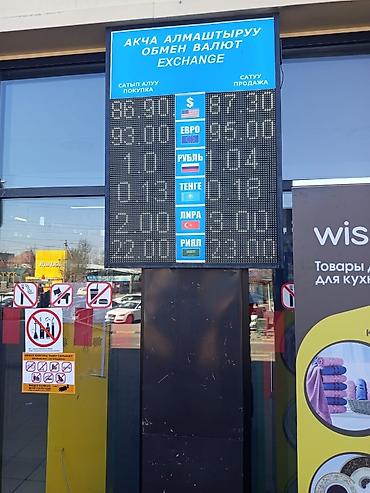 АКЧА АЛМАШТЫРУУ
ОБМЕН ВАЛЮТ
EXCHANGE
САТЫП АЛУУ
ПОКУПКА
САТУУ
ПРОДАЖА
86.90 $ 87.30
93.00 ЕВРО 95.00
1.0 РУБЛЬ 1.04
0.13 ТЕНГЕ 0.18
2.00 ЛИРА 3.00
22.00 РИЯЛ 23.00
wis
Товары д
для кух